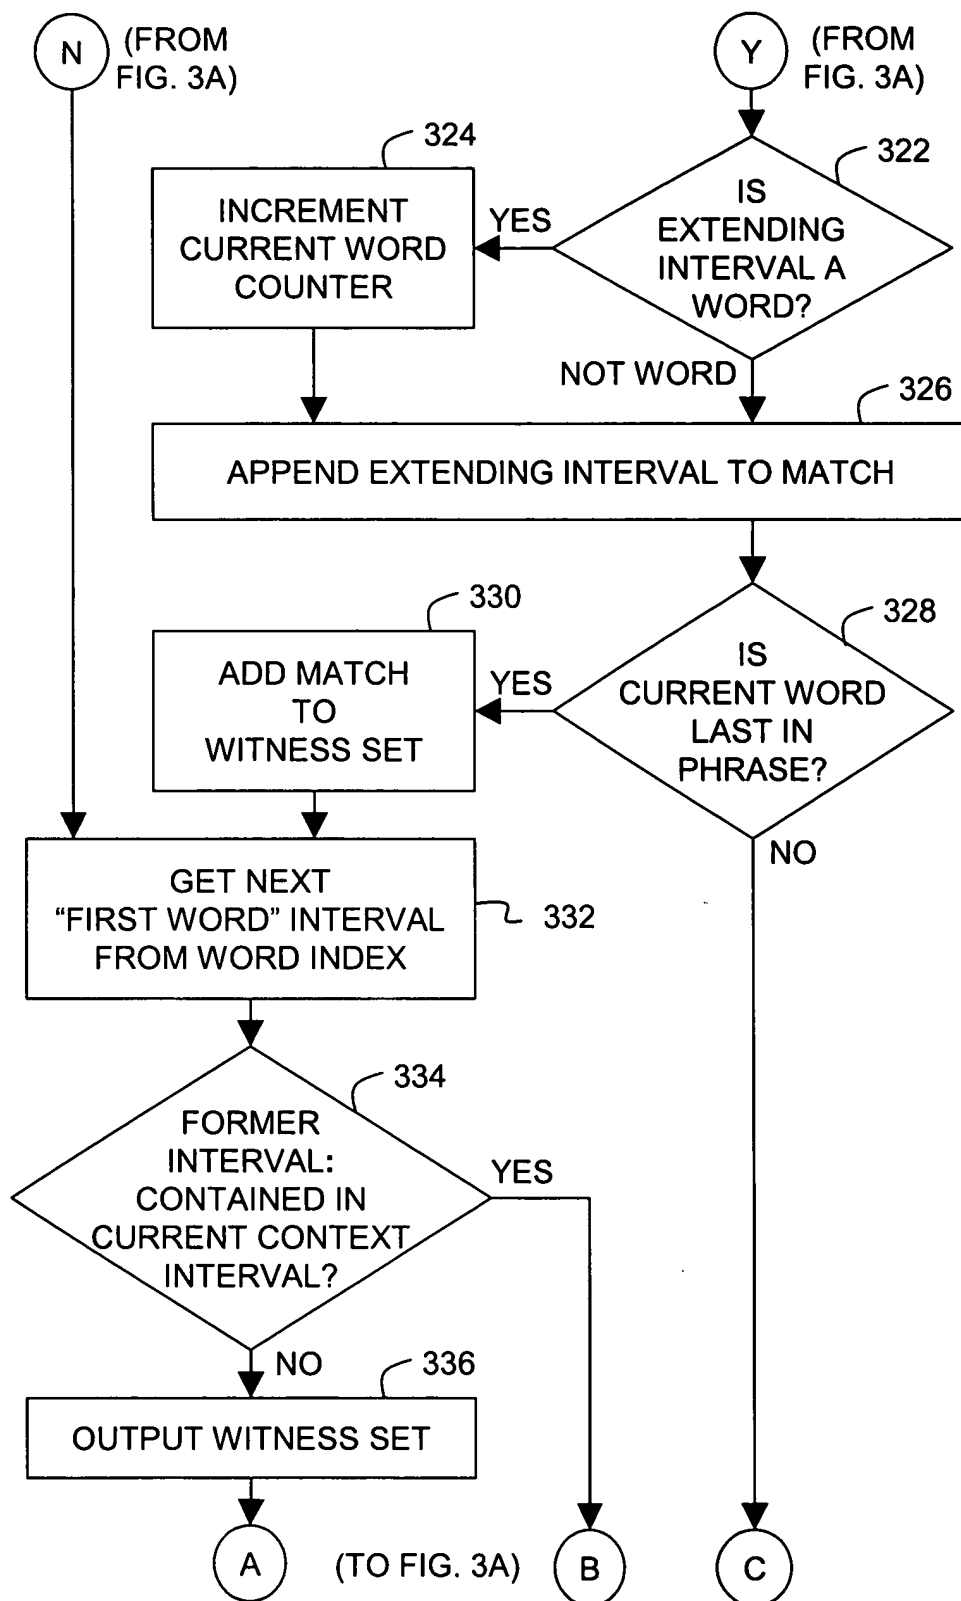 N
(FROM
FIG. 3A)
Y
(FROM
FIG. 3A)
324
322
INCREMENT
CURRENT WORD
COUNTER
YES
IS
EXTENDING
INTERVAL A
WORD?
NOT WORD
326
APPEND EXTENDING INTERVAL TO MATCH
330
328
ADD MATCH
TO
WITNESS SET
YES
IS
CURRENT WORD
LAST IN
PHRASE?
NO
GET NEXT
“FIRST WORD” INTERVAL
FROM WORD INDEX
332
334
FORMER
INTERVAL:
CONTAINED IN
CURRENT CONTEXT
INTERVAL?
YES
NO
336
OUTPUT WITNESS SET
A
(TO FIG. 3A)
B
C